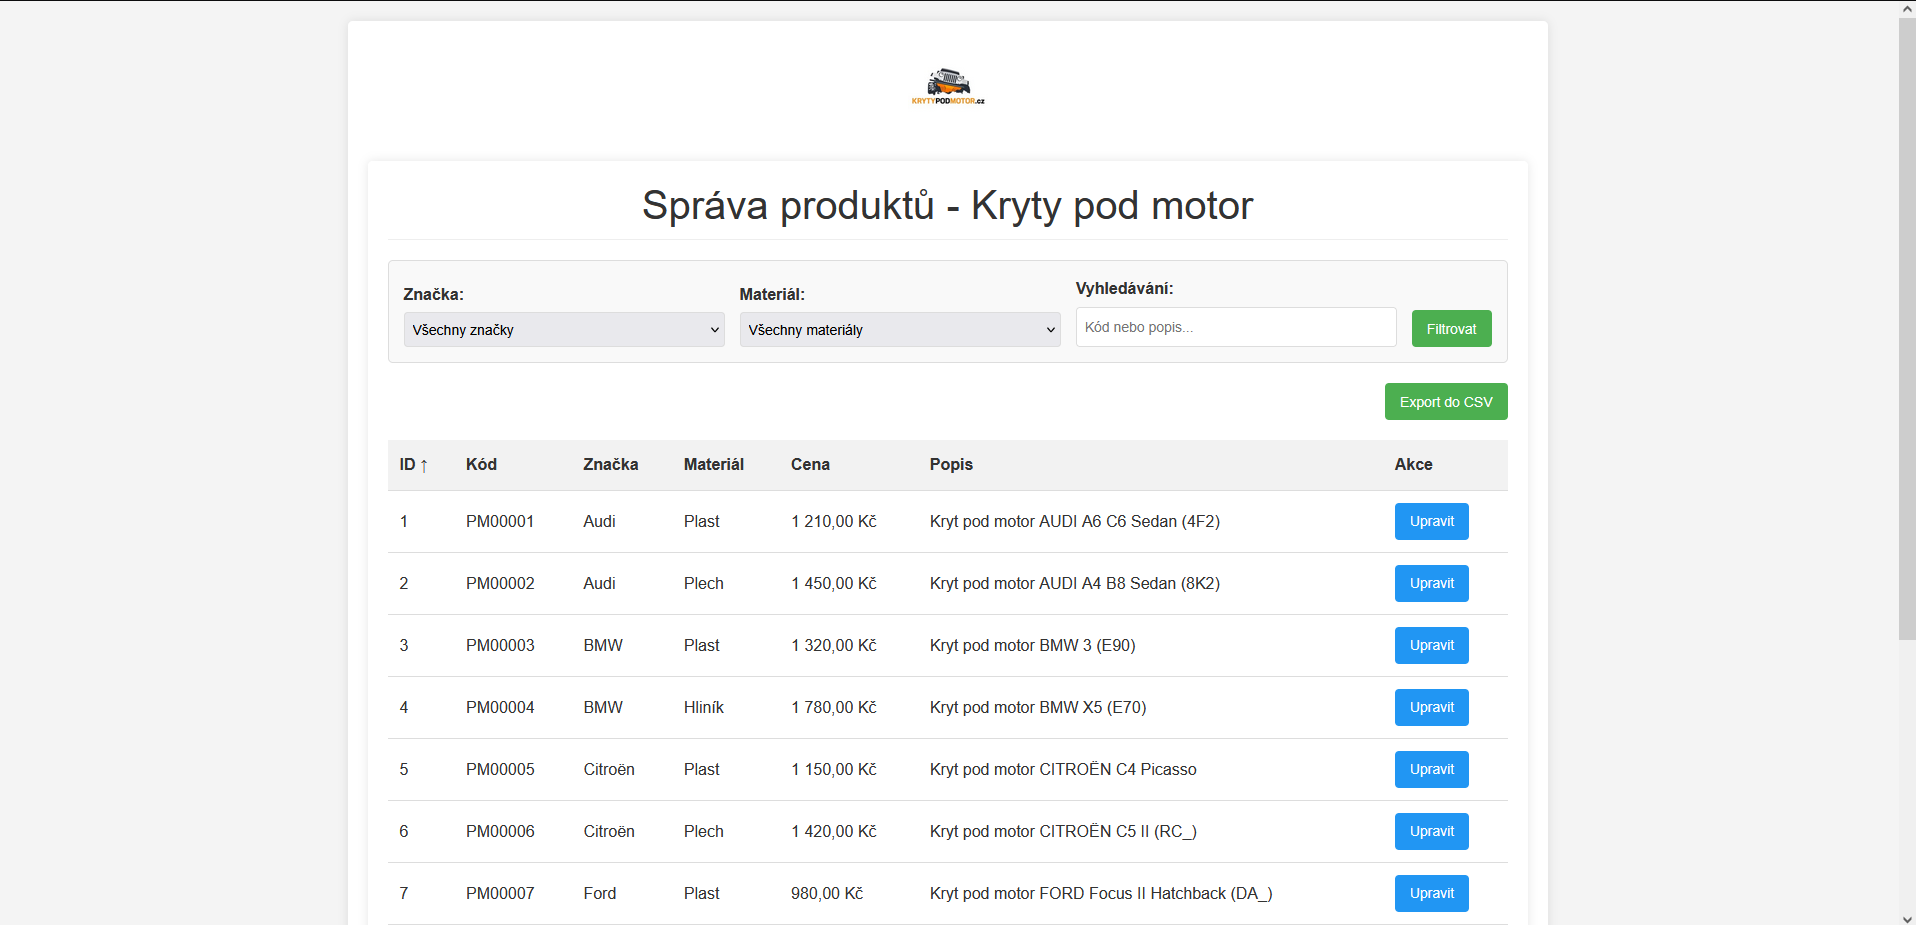 KRYTYPODMOTOR.cz
Správa produktů - Kryty pod motor
Značka: Materiál: Vyhledávání:
Všechny značky Všechny materiály Kód nebo popis... Filtrovat
Export do CSV
ID ↑ Kód Značka Materiál Cena Popis Akce
1 PM00001 Audi Plast 1 210,00 Kč Kryt pod motor AUDI A6 C6 Sedan (4F2) Upravit
2 PM00002 Audi Plech 1 450,00 Kč Kryt pod motor AUDI A4 B8 Sedan (8K2) Upravit
3 PM00003 BMW Plast 1 320,00 Kč Kryt pod motor BMW 3 (E90) Upravit
4 PM00004 BMW Hliník 1 780,00 Kč Kryt pod motor BMW X5 (E70) Upravit
5 PM00005 Citroën Plast 1 150,00 Kč Kryt pod motor CITROËN C4 Picasso Upravit
6 PM00006 Citroën Plech 1 420,00 Kč Kryt pod motor CITROËN C5 II (RC_) Upravit
7 PM00007 Ford Plast 980,00 Kč Kryt pod motor FORD Focus II Hatchback (DA_) Upravit